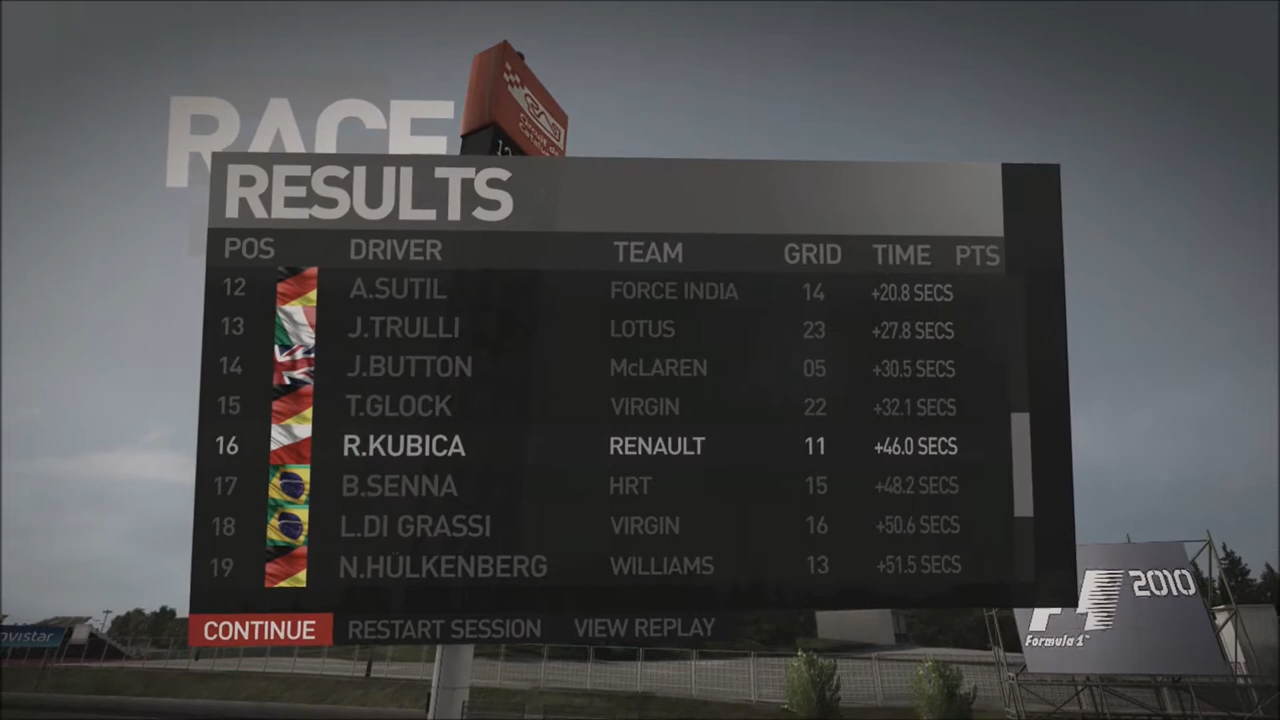 RACE
RESULTS
POS DRIVER TEAM GRID TIME PTS
12 A.SUTIL FORCE INDIA 14 +20.8 SECS
13 J.TRULLI LOTUS 23 +27.8 SECS
14 J.BUTTON McLAREN 05 +30.5 SECS
15 T.GLOCK VIRGIN 22 +32.1 SECS
16 R.KUBICA RENAULT 11 +46.0 SECS
17 B.SENNA HRT 15 +48.2 SECS
18 L.DI GRASSI VIRGIN 16 +50.6 SECS
19 N.HÜLKENBERG WILLIAMS 13 +51.5 SECS
CONTINUE RESTART SESSION VIEW REPLAY
movistar
F1 2010
Formula 1™